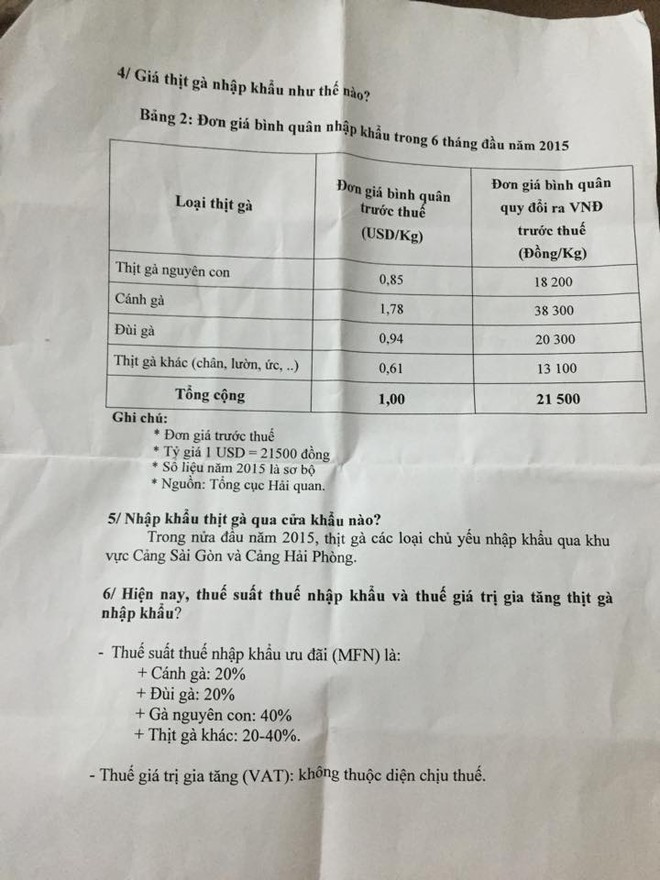 4/ Giá thịt gà nhập khẩu như thế nào?
Bảng 2: Đơn giá bình quân nhập khẩu trong 6 tháng đầu năm 2015
Loại thịt gà
Đơn giá bình quân
trước thuế
(USD/Kg)
Đơn giá bình quân
quy đổi ra VNĐ
trước thuế
(Đồng/Kg)
Thịt gà nguyên con 0,85 18 200
Cánh gà 1,78 38 300
Đùi gà 0,94 20 300
Thịt gà khác (chân, lườn, ức, ..) 0,61 13 100
Tổng cộng 1,00 21 500
Ghi chú:
* Đơn giá trước thuế
* Tỷ giá 1 USD = 21500 đồng
* Số liệu năm 2015 là sơ bộ
* Nguồn: Tổng cục Hải quan.
5/ Nhập khẩu thịt gà qua cửa khẩu nào?
Trong nửa đầu năm 2015, thịt gà các loại chủ yếu nhập khẩu qua khu
vực Cảng Sài Gòn và Cảng Hải Phòng.
6/ Hiện nay, thuế suất thuế nhập khẩu và thuế giá trị gia tăng thịt gà
nhập khẩu?
- Thuế suất thuế nhập khẩu ưu đãi (MFN) là:
+ Cánh gà: 20%
+ Đùi gà: 20%
+ Gà nguyên con: 40%
+ Thịt gà khác: 20-40%.
- Thuế giá trị gia tăng (VAT): không thuộc diện chịu thuế.